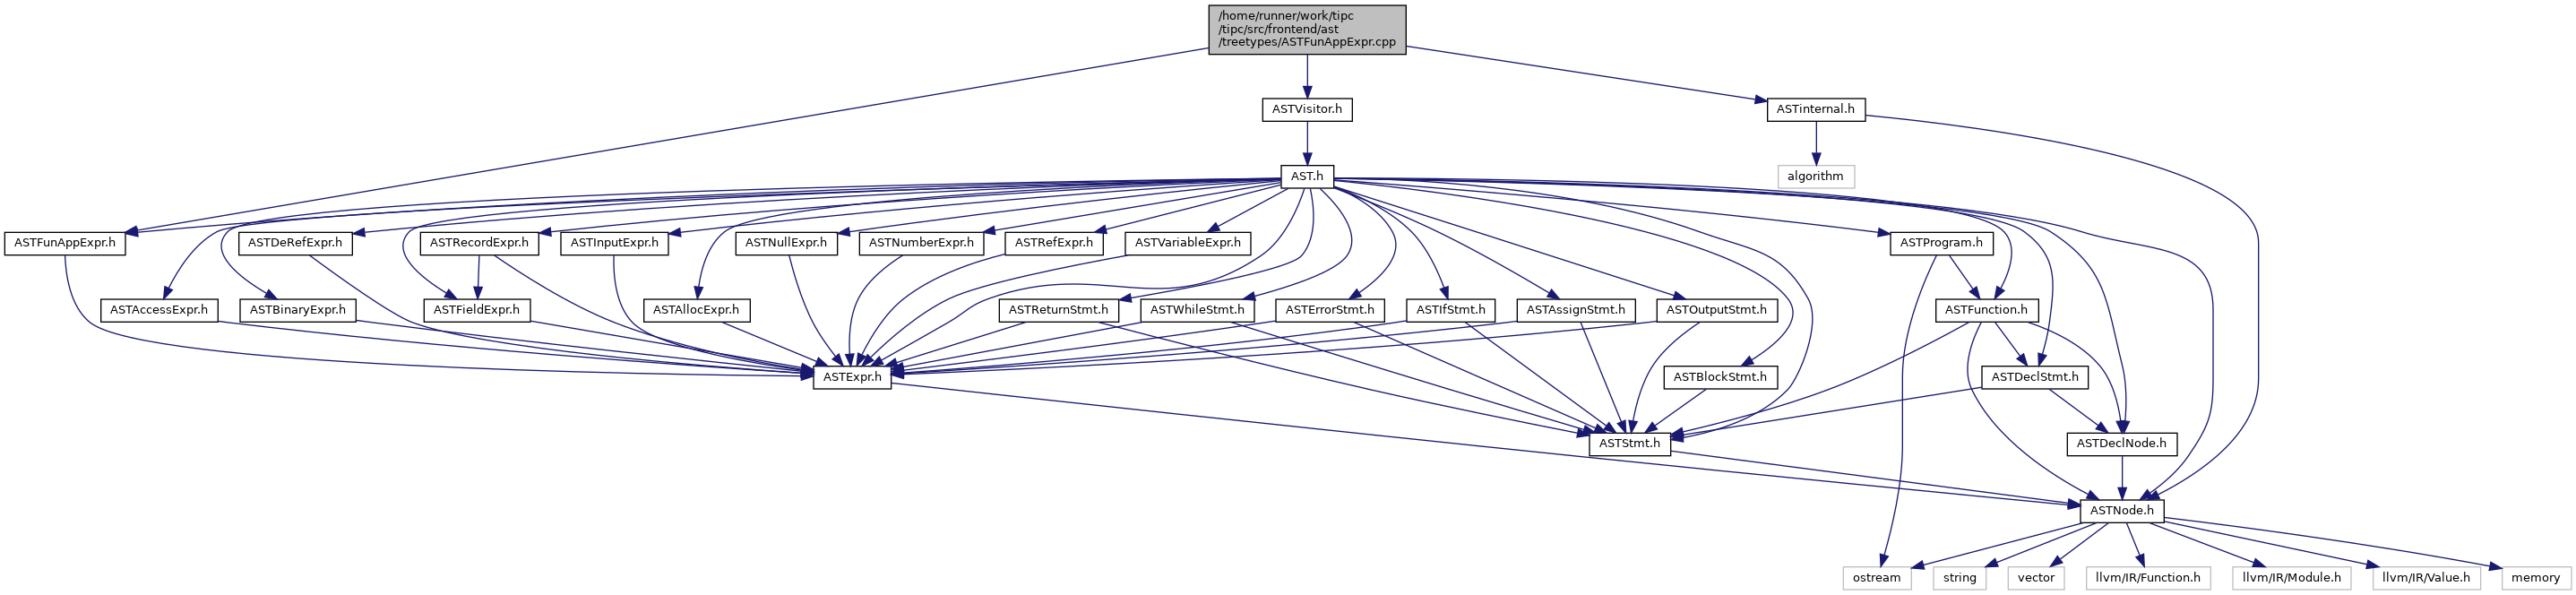 /home/runner/work/tipc
/tipc/src/frontend/ast
/treetypes/ASTFunAppExpr.cpp
ASTVisitor.h
ASTinternal.h
AST.h
algorithm
ASTFunAppExpr.h
ASTDeRefExpr.h
ASTRecordExpr.h
ASTInputExpr.h
ASTNullExpr.h
ASTNumberExpr.h
ASTRefExpr.h
ASTVariableExpr.h
ASTProgram.h
ASTAccessExpr.h
ASTBinaryExpr.h
ASTFieldExpr.h
ASTAllocExpr.h
ASTReturnStmt.h
ASTWhileStmt.h
ASTErrorStmt.h
ASTIfStmt.h
ASTAssignStmt.h
ASTOutputStmt.h
ASTFunction.h
ASTExpr.h
ASTBlockStmt.h
ASTDeclStmt.h
ASTStmt.h
ASTDeclNode.h
ASTNode.h
ostream
string
vector
llvm/IR/Function.h
llvm/IR/Module.h
llvm/IR/Value.h
memory